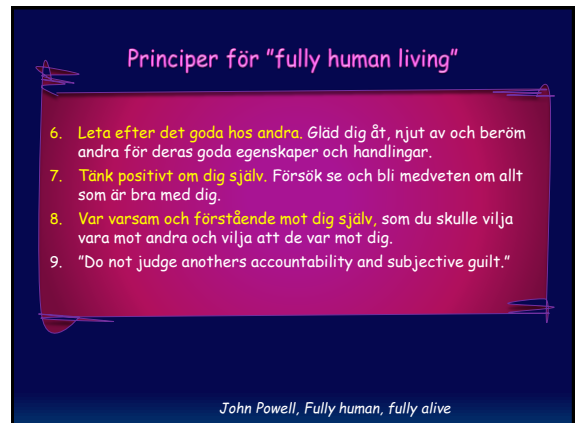 Principer för ”fully human living”
6. Leta efter det goda hos andra. Gläd dig åt, njut av och beröm
andra för deras goda egenskaper och handlingar.
7. Tänk positivt om dig själv. Försök se och bli medveten om allt
som är bra med dig.
8. Var varsam och förstående mot dig själv, som du skulle vilja
vara mot andra och vilja att de var mot dig.
9. ”Do not judge anothers accountability and subjective guilt.”
John Powell, Fully human, fully alive